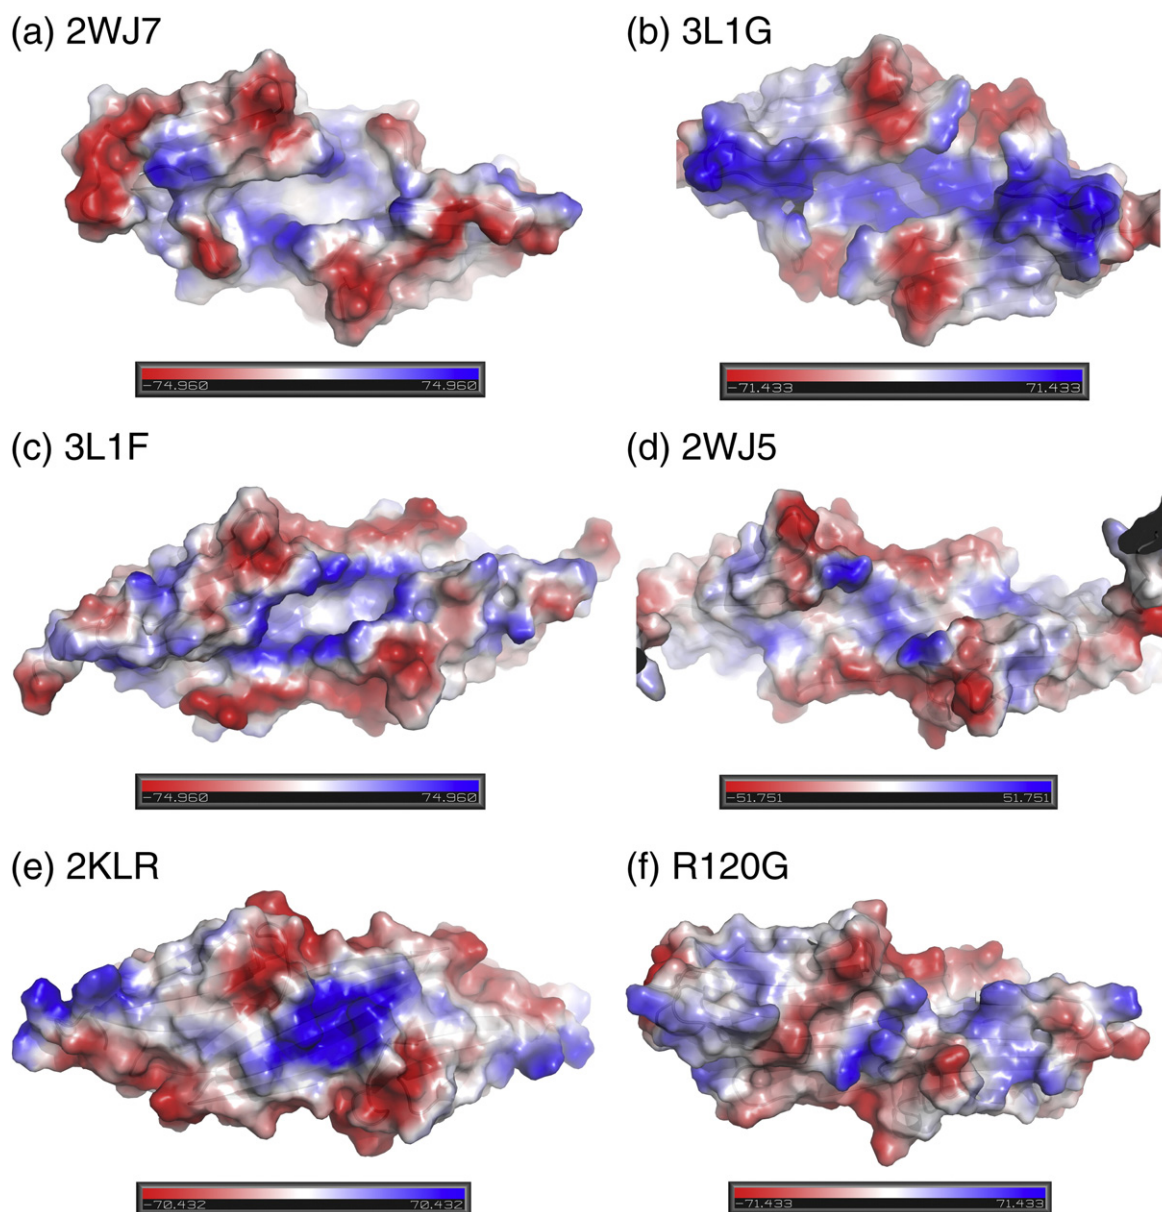 (a) 2WJ7
(b) 3L1G
-74.960 74.960
-71.433 71.433
(c) 3L1F
(d) 2WJ5
-74.960 74.960
-51.751 51.751
(e) 2KLR
(f) R120G
-70.432 70.432
-71.433 71.433